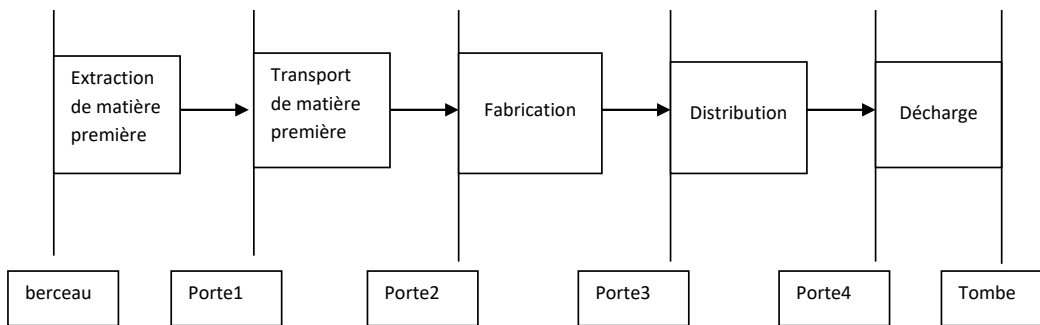 Extraction
de matière
première
Transport
de matière
première
Fabrication
Distribution
Décharge
berceau
Porte1
Porte2
Porte3
Porte4
Tombe